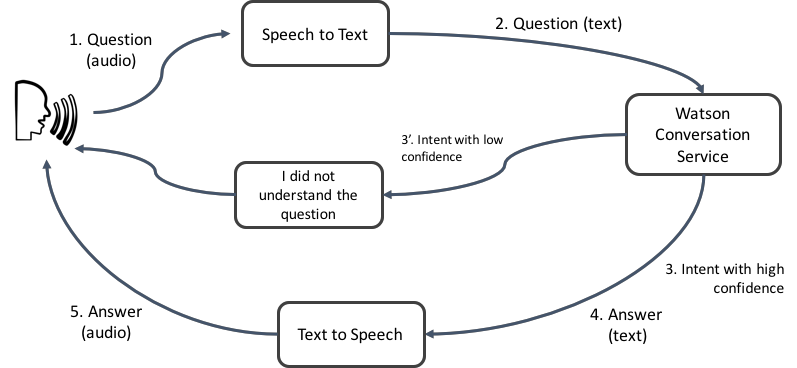 1. Question
(audio)
Speech to Text
2. Question (text)
Watson
Conversation
Service
3’. Intent with low
confidence
I did not
understand the
question
3. Intent with high
confidence
4. Answer
(text)
Text to Speech
5. Answer
(audio)